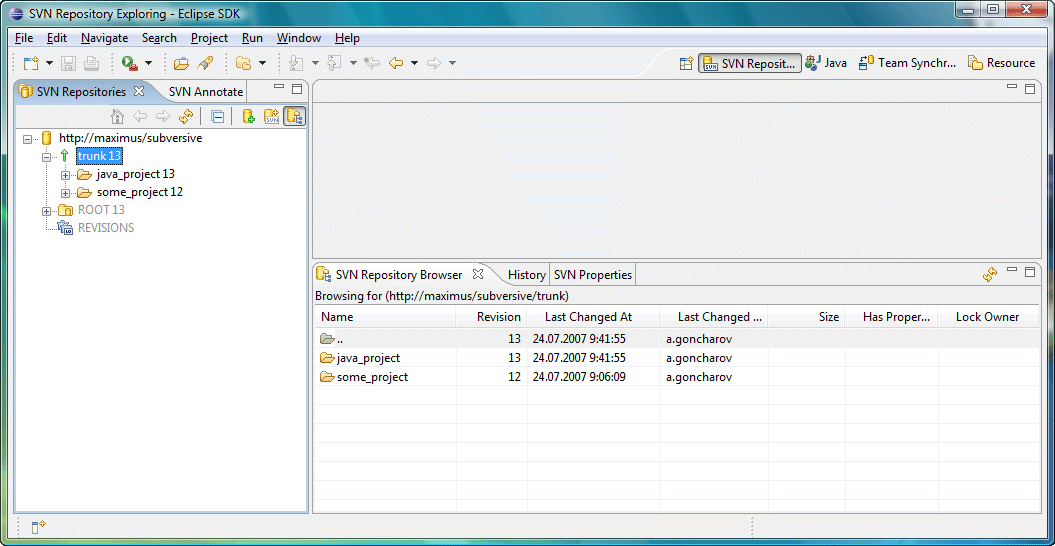 SVN Repository Exploring - Eclipse SDK
File Edit Navigate Search Project Run Window Help
SVN Reposit... Java Team Synchr... Resource
SVN Repositories SVN Annotate
http://maximus/subversive
trunk 13
java_project 13
some_project 12
ROOT 13
REVISIONS
SVN Repository Browser History SVN Properties
Browsing for (http://maximus/subversive/trunk)
Name Revision Last Changed At Last Changed ... Size Has Proper... Lock Owner
.. 13 24.07.2007 9:41:55 a.goncharov
java_project 13 24.07.2007 9:41:55 a.goncharov
some_project 12 24.07.2007 9:06:09 a.goncharov